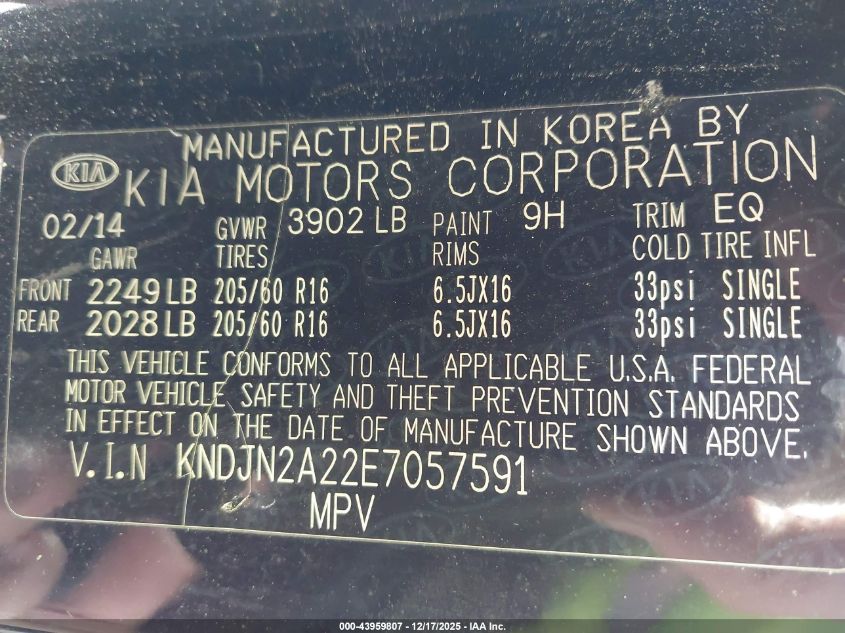 MANUFACTURED IN KOREA BY
KIA KIA MOTORS CORPORATION
02/14 GVWR 3902 LB PAINT 9H TRIM EQ
GAWR TIRES RIMS COLD TIRE INFL
FRONT 2249 LB 205/60 R16 6.5JX16 33psi SINGLE
REAR 2028 LB 205/60 R16 6.5JX16 33psi SINGLE
THIS VEHICLE CONFORMS TO ALL APPLICABLE U.S.A. FEDERAL
MOTOR VEHICLE SAFETY AND THEFT PREVENTION STANDARDS
IN EFFECT ON THE DATE OF MANUFACTURE SHOWN ABOVE.
V.I.N KNDJN2A22E7057591
MPV
000-43959807 - 12/17/2025 - IAA Inc.